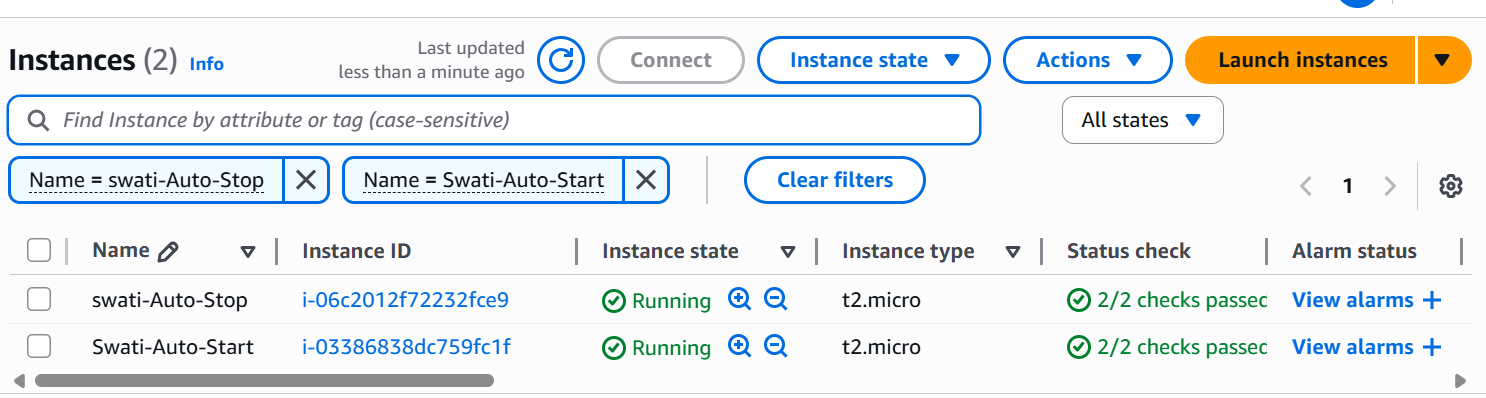 Instances (2) Info
Last updated
less than a minute ago
Connect
Instance state
Actions
Launch instances
Find Instance by attribute or tag (case-sensitive)
All states
Name = swati-Auto-Stop
Name = Swati-Auto-Start
Clear filters
1
Name Instance ID Instance state Instance type Status check Alarm status
swati-Auto-Stop i-06c2012f72232fce9 Running t2.micro 2/2 checks passed View alarms +
Swati-Auto-Start i-03386838dc759fc1f Running t2.micro 2/2 checks passed View alarms +